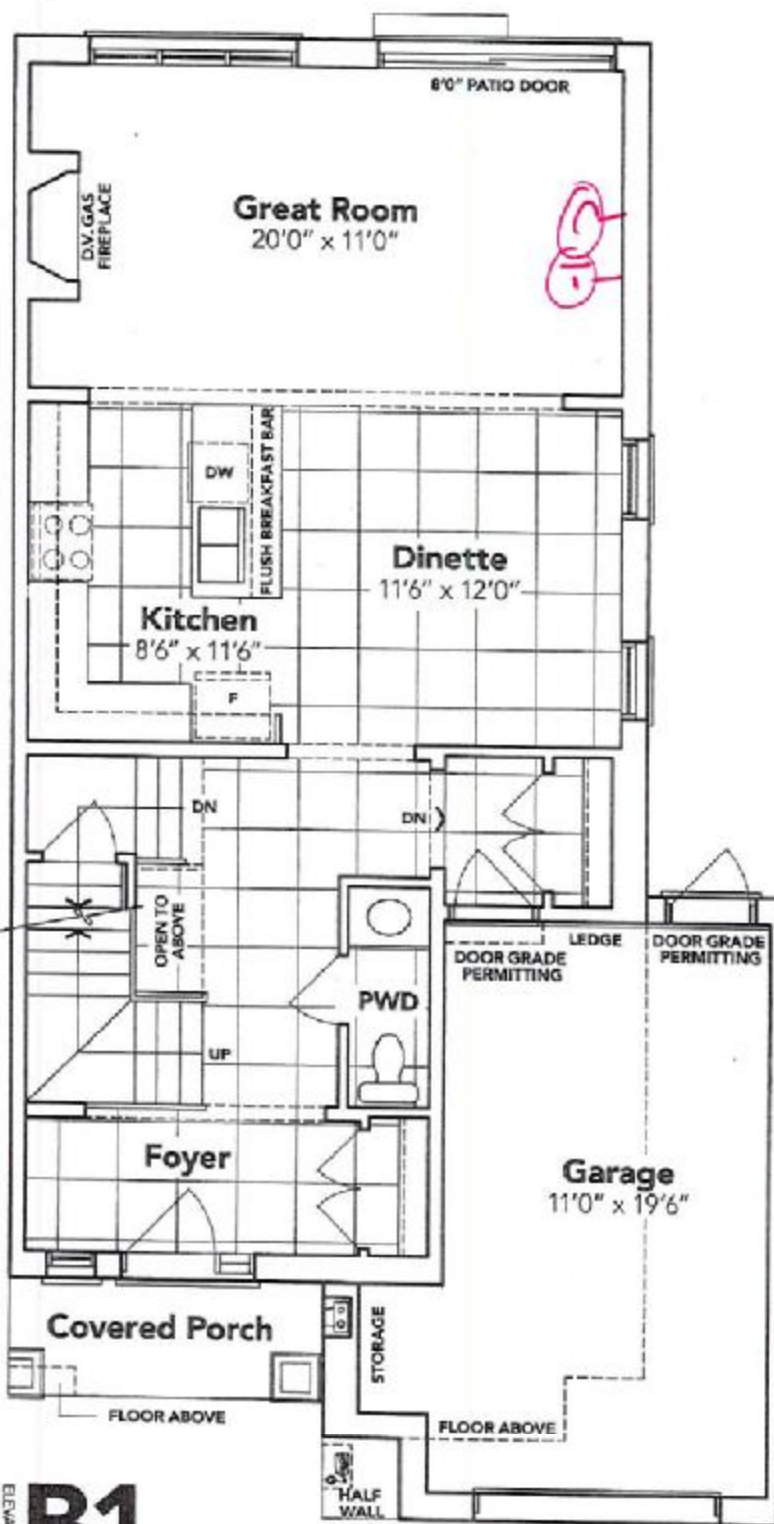 8'0" PATIO DOOR
D.V. GAS
FIREPLACE
Great Room
20'0" x 11'0"
DW
FLUSH BREAKFAST BAR
Dinette
11'6" x 12'0"
Kitchen
8'6" x 11'6"
F
DN
DN
OPEN TO
ABOVE
LEDGE
DOOR GRADE
PERMITTING
DOOR GRADE
PERMITTING
PWD
UP
Foyer
Garage
11'0" x 19'6"
Covered Porch
STORAGE
FLOOR ABOVE
FLOOR ABOVE
HALF
WALL
B1